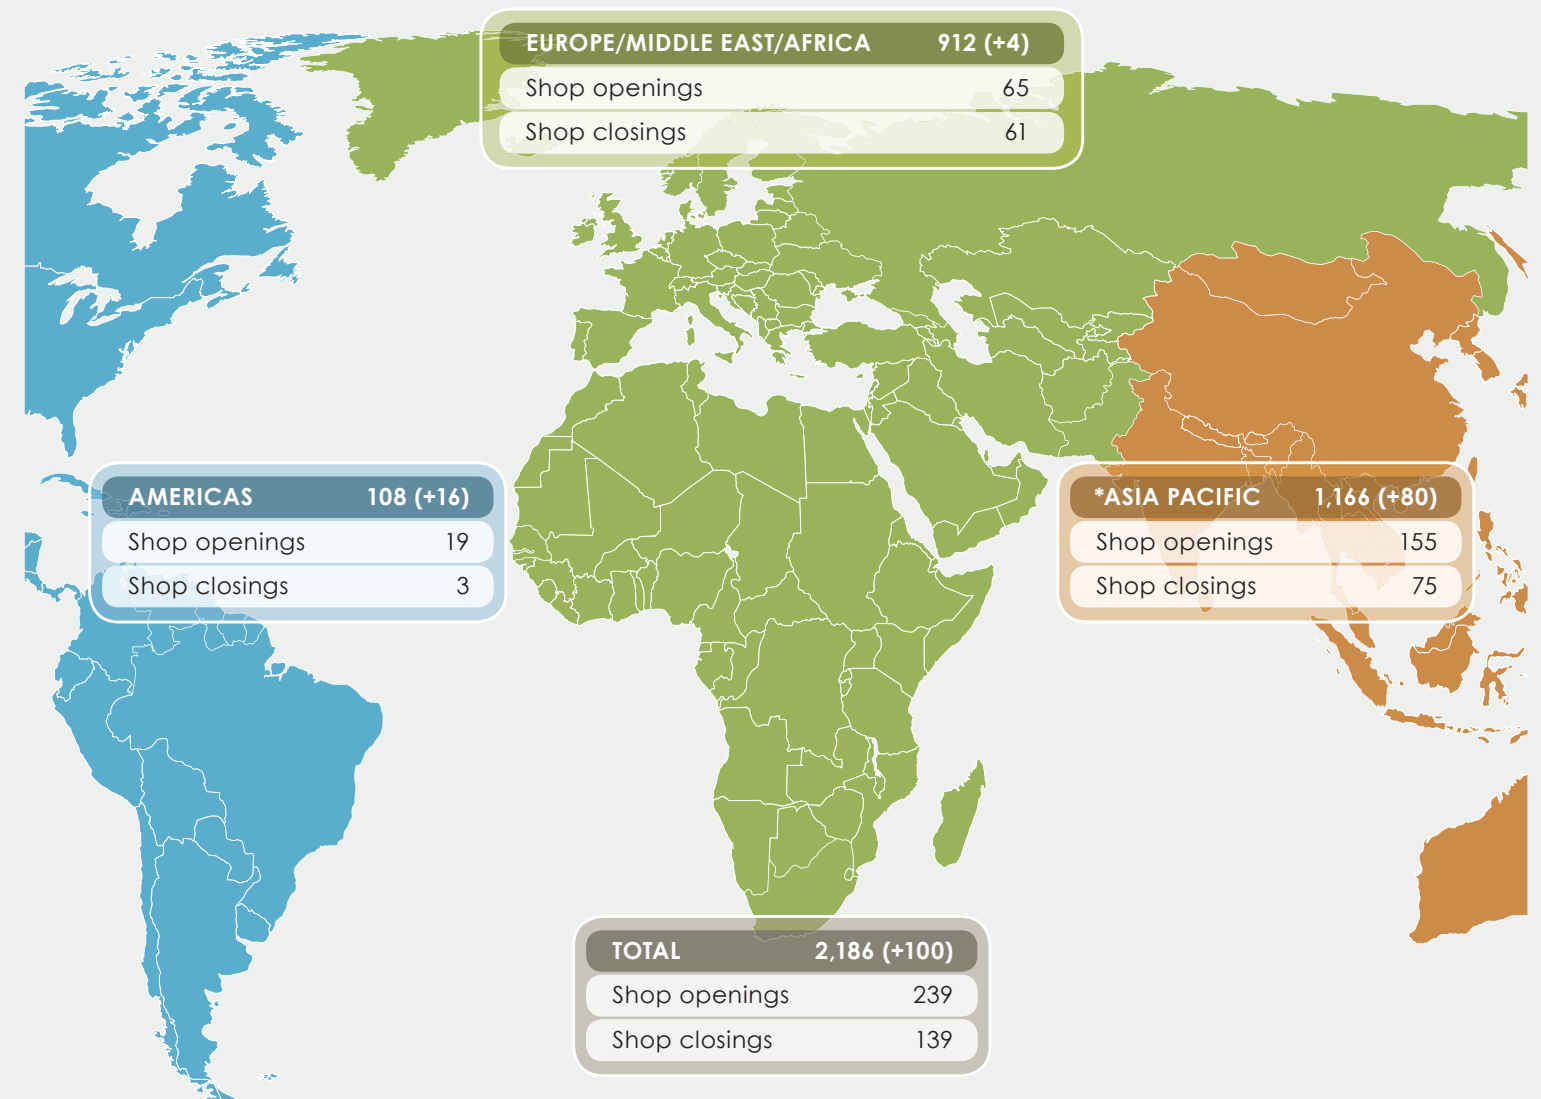 EUROPE/MIDDLE EAST/AFRICA 912 (+4)
Shop openings 65
Shop closings 61
AMERICAS 108 (+16)
Shop openings 19
Shop closings 3
*ASIA PACIFIC 1,166 (+80)
Shop openings 155
Shop closings 75
TOTAL 2,186 (+100)
Shop openings 239
Shop closings 139